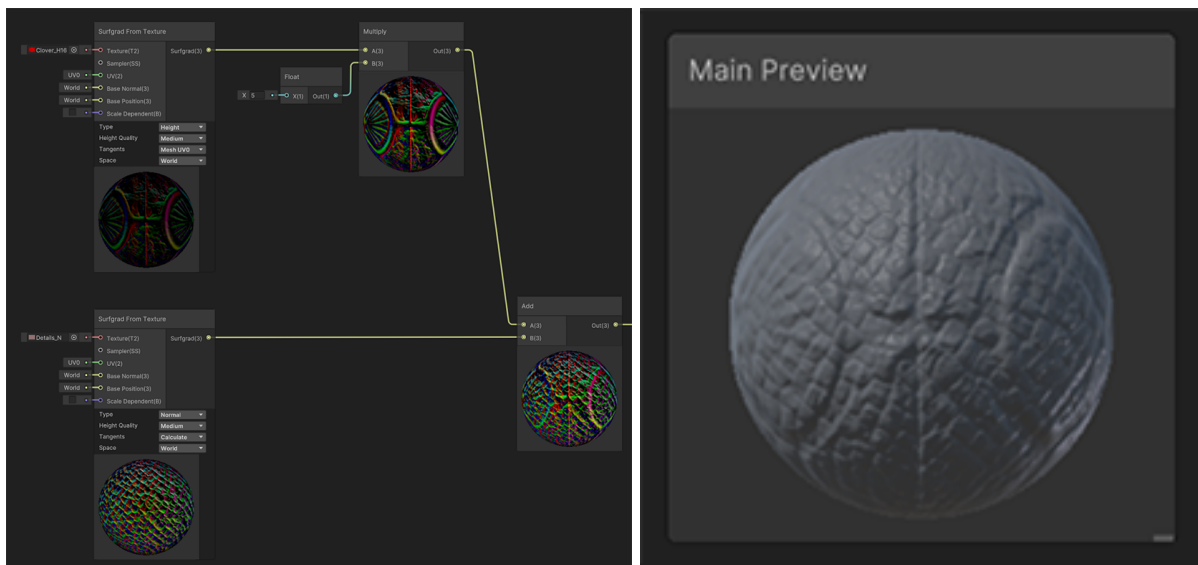 Surfgrad From Texture
Clover_H16
Texture(T2)
Surfgrad(3)
Sampler(SS)
UV0
UV(2)
World
Base Normal(3)
World
Base Position(3)
Scale Dependent(B)
Type
Height
Height Quality
Medium
Tangents
Mesh UV0
Space
World
Float
X
X(1)
Out(1)
Multiply
A(3)
Out(3)
B(3)
Surfgrad From Texture
Details_N
Texture(T2)
Surfgrad(3)
Sampler(SS)
UV0
UV(2)
World
Base Normal(3)
World
Base Position(3)
Scale Dependent(B)
Type
Normal
Height Quality
Medium
Tangents
Calculate
Space
World
Add
A(3)
Out(3)
B(3)
Main Preview